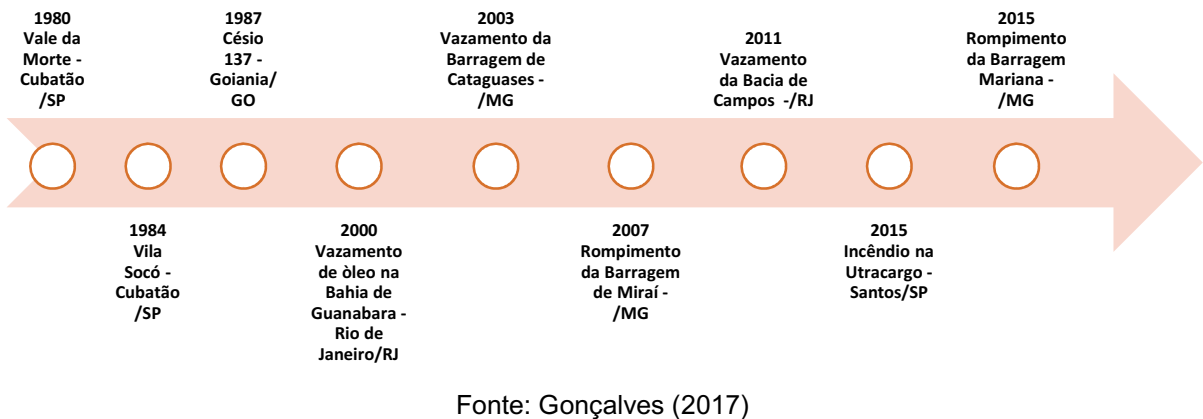 1980
Vale da
Morte -
Cubatão
/SP
1984
Vila
Socó -
Cubatão
/SP
1987
Césio
137 -
Goiania/
GO
2000
Vazamento
de òleo na
Bahia de
Guanabara -
Rio de
Janeiro/RJ
2003
Vazamento da
Barragem de
Cataguases -
/MG
2007
Rompimento
da Barragem
de Miraí -
/MG
2011
Vazamento
da Bacia de
Campos -/RJ
2015
Incêndio na
Utracargo -
Santos/SP
2015
Rompimento
da Barragem
Mariana -
/MG
Fonte: Gonçalves (2017)